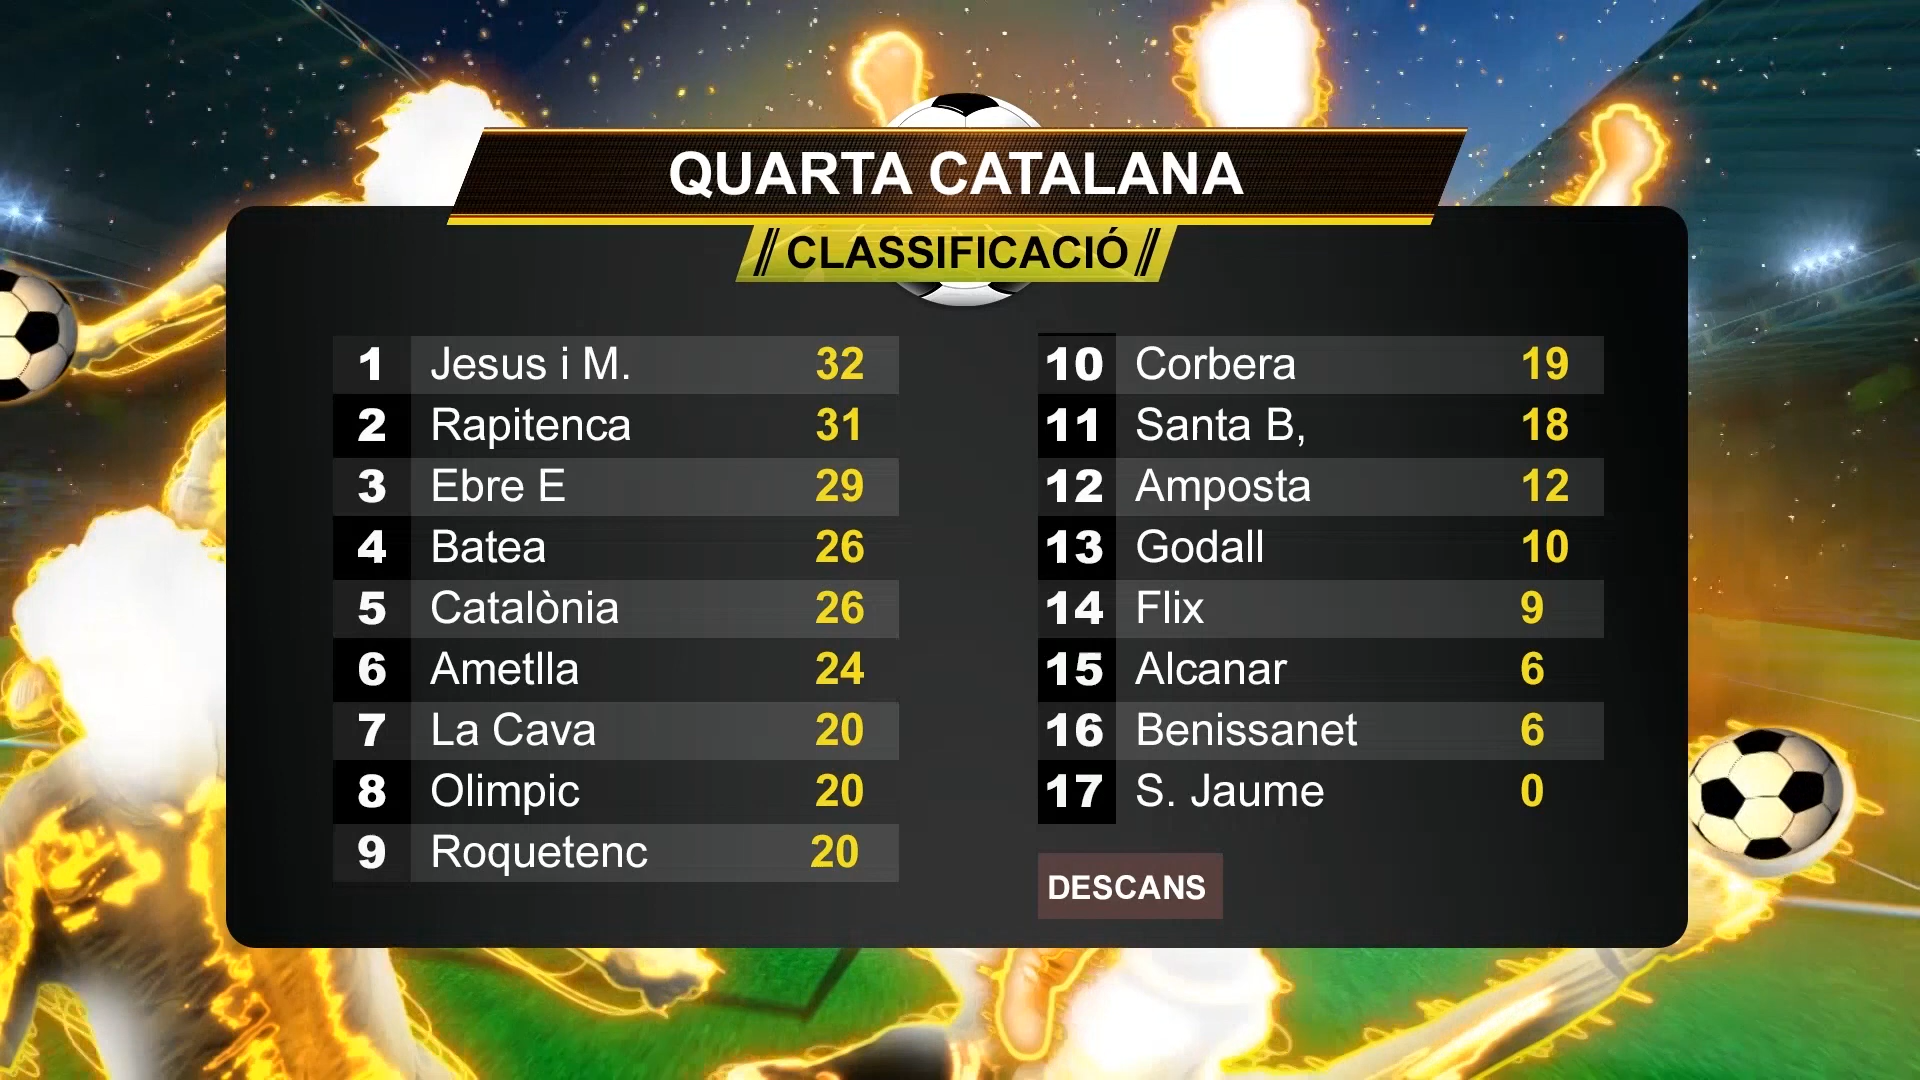 QUARTA CATALANA
//CLASSIFICACIÓ//
1 Jesus i M. 32
2 Rapitenca 31
3 Ebre E 29
4 Batea 26
5 Catalònia 26
6 Ametlla 24
7 La Cava 20
8 Olimpic 20
9 Roquetenc 20
10 Corbera 19
11 Santa B, 18
12 Amposta 12
13 Godall 10
14 Flix 9
15 Alcanar 6
16 Benissanet 6
17 S. Jaume 0
DESCANS